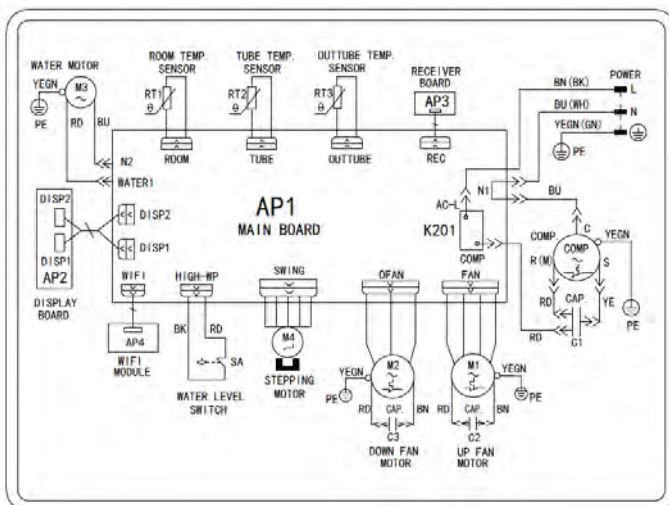 WATER MOTOR
YEGN
M3
PE
RD
BU
ROOM TEMP.
SENSOR
RT1
θ
TUBE TEMP.
SENSOR
RT2
θ
OUTTUBE TEMP.
SENSOR
RT3
θ
RECEIVER
BOARD
AP3
POWER
BN(BK)
L
BU(WH)
N
YEGN(GN)
PE
ROOM
TUBE
OUTTUBE
REC
N2
WATER1
N1
BU
AC-L
K201
COMP
AP1
MAIN BOARD
DISP2
DISP1
AP2
DISPLAY
BOARD
DISP2
DISP1
COMP.
COMP
C
R(M)
S
YEGN
PE
RD
CAP.
YE
C1
RD
WIFI
HIGH-WP
SWING
OFAN
FAN
AP4
WIFI
MODULE
BK
RD
SA
WATER LEVEL
SWITCH
M4
STEPPING
MOTOR
YEGN
PE
M2
RD
CAP.
BN
C3
DOWN FAN
MOTOR
M1
YEGN
PE
RD
CAP.
BN
C2
UP FAN
MOTOR